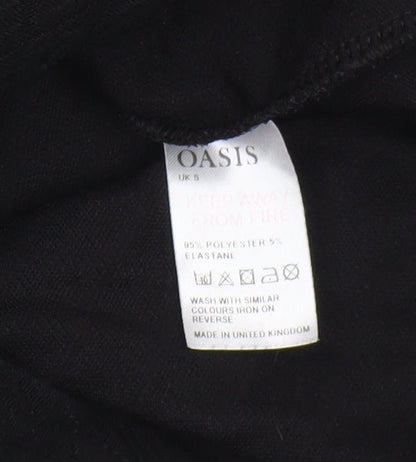 OASIS
UK S
KEEP AWAY
FROM FIRE
95% POLYESTER 5%
ELASTANE
WASH WITH SIMILAR
COLOURS IRON ON
REVERSE
MADE IN UNITED KINGDOM